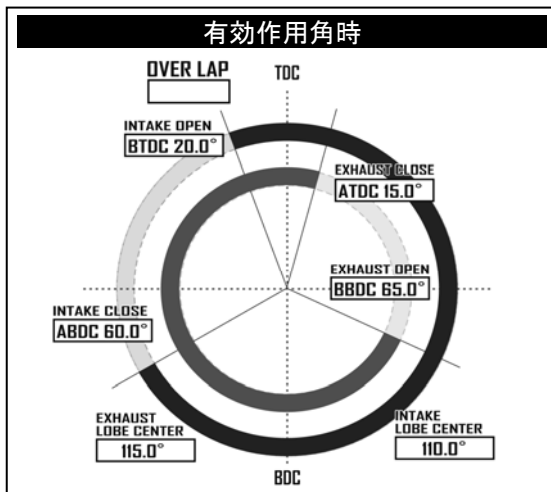 有効作用角時
OVER LAP
TDC
INTAKE OPEN
BTDC 20.0°
EXHAUST CLOSE
ATDC 15.0°
EXHAUST OPEN
BBDC 65.0°
INTAKE CLOSE
ABDC 60.0°
EXHAUST
LOBE CENTER
115.0°
INTAKE
LOBE CENTER
110.0°
BDC